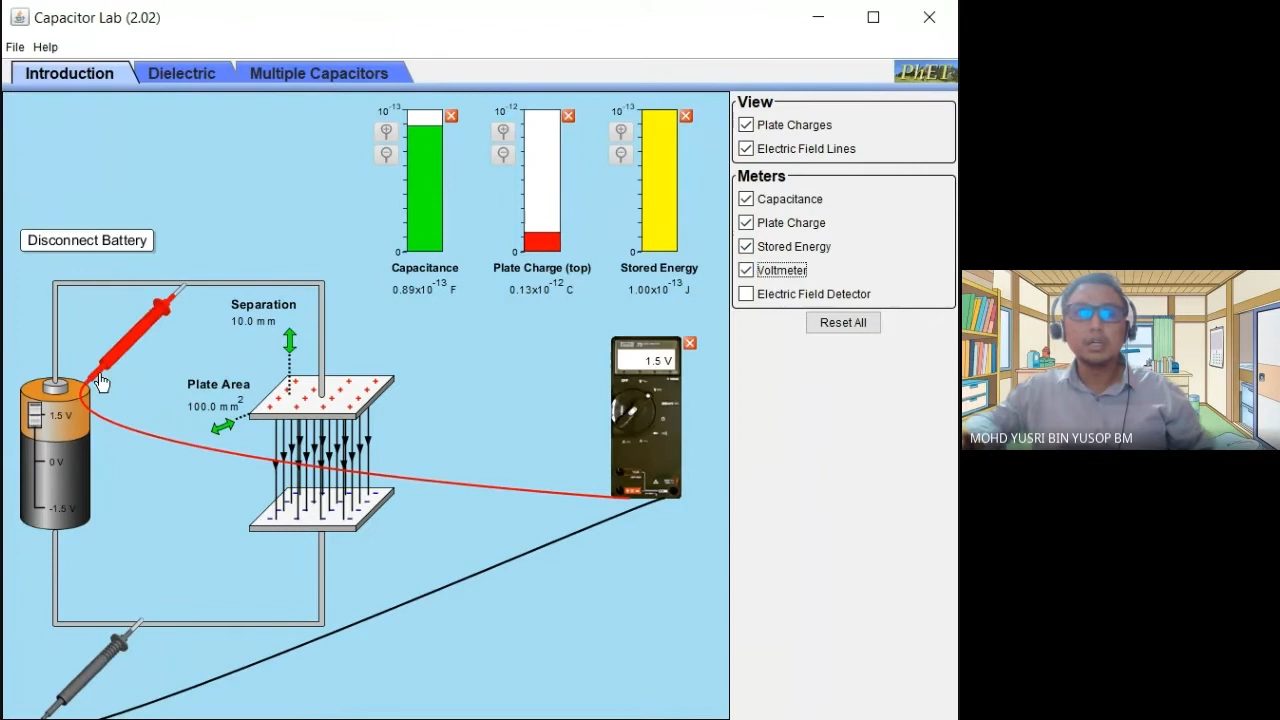 Capacitor Lab (2.02)
File Help
Introduction Dielectric Multiple Capacitors
PhET
10-13
0
Capacitance
0.89x10-13 F
10-12
0
Plate Charge (top)
0.13x10-12 C
10-13
0
Stored Energy
1.00x10-13 J
View
Plate Charges
Electric Field Lines
Meters
Capacitance
Plate Charge
Stored Energy
Voltmeter
Electric Field Detector
Reset All
Disconnect Battery
Separation
10.0 mm
Plate Area
100.0 mm2
1.5 V
0 V
-1.5 V
1.5 V
MOHD YUSRI BIN YUSOP BM